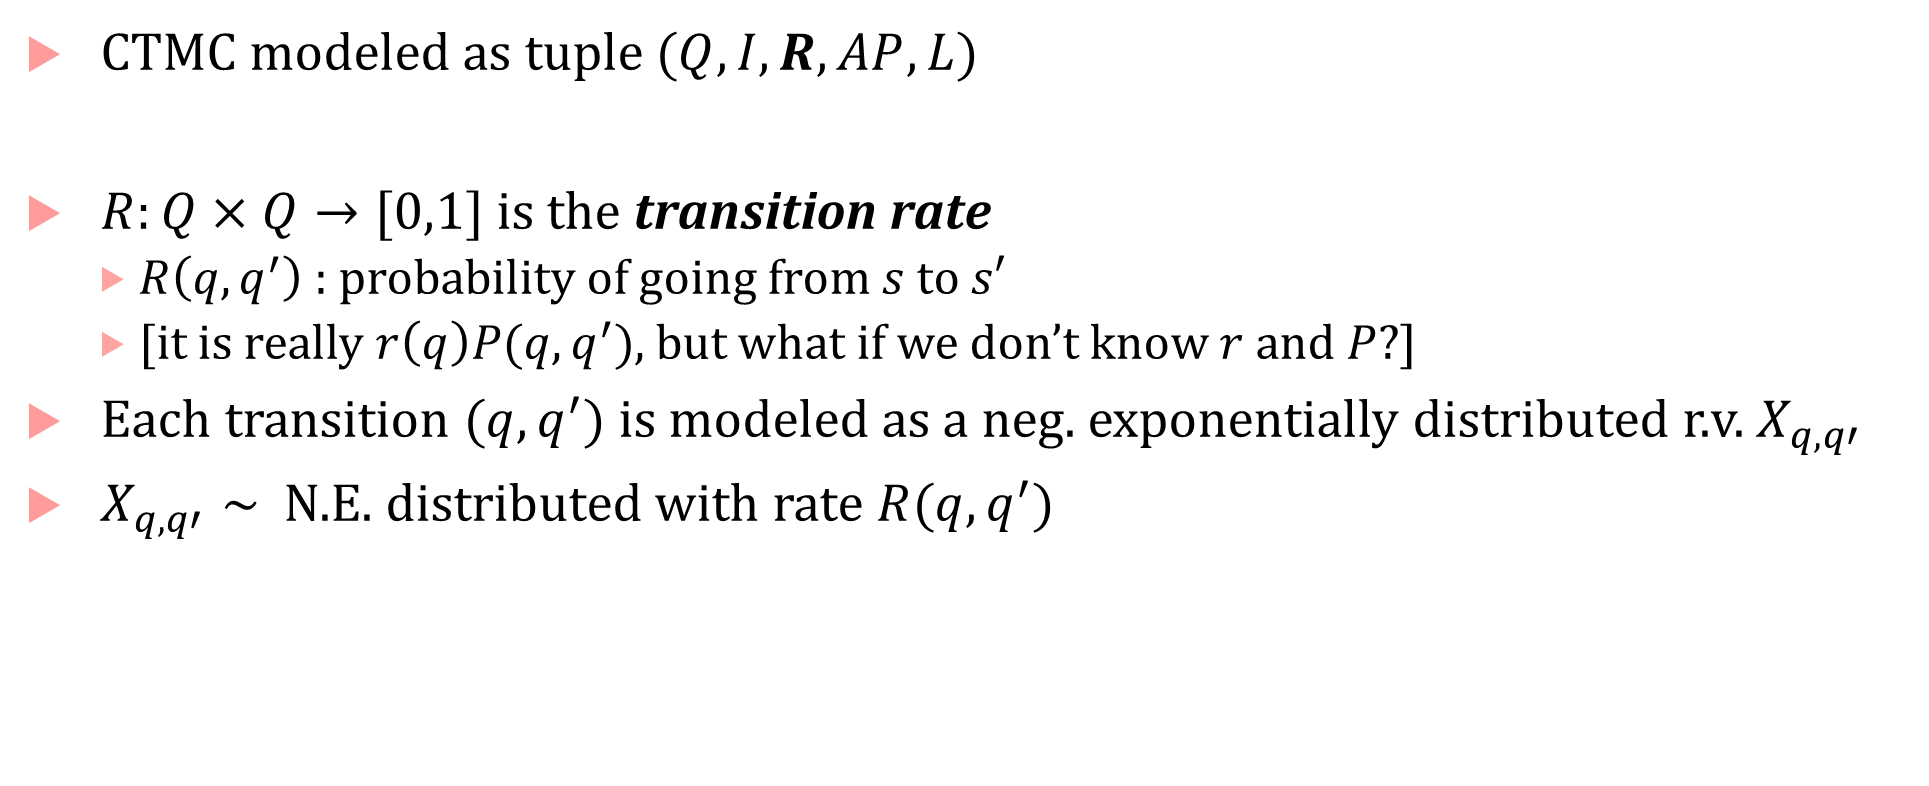 CTMC modeled as tuple (Q, I, R, AP, L)
R: Q × Q → [0,1] is the transition rate
R(q, q′) : probability of going from s to s′
[it is really r(q)P(q, q′), but what if we don’t know r and P?]
Each transition (q, q′) is modeled as a neg. exponentially distributed r.v. X_{q,q′}
X_{q,q′} ~ N.E. distributed with rate R(q, q′)